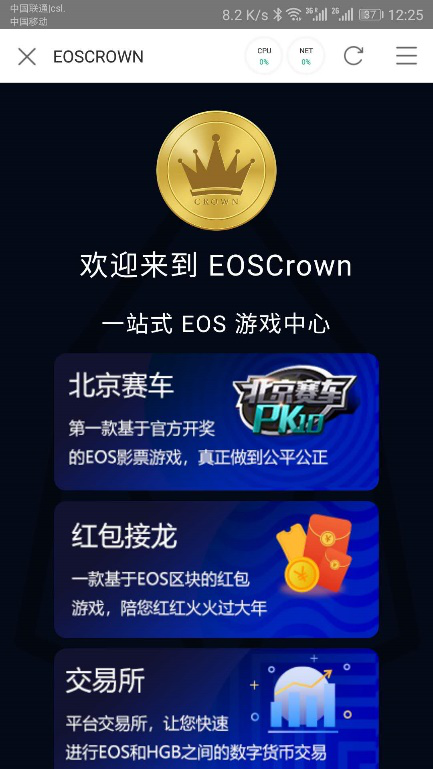 中国联通|csl.
中国移动
8.2 K/s 3G 2G 37 12:25
EOSCROWN
CPU
0%
NET
0%
CROWN
欢迎来到 EOSCrown
一站式 EOS 游戏中心
北京赛车
北京赛车
PK10
第一款基于官方开奖
的EOS影票游戏，真正做到公平公正
红包接龙
一款基于EOS区块的红包
游戏，陪您红红火火过大年
交易所
平台交易所，让您快速
进行EOS和HGB之间的数字货币交易